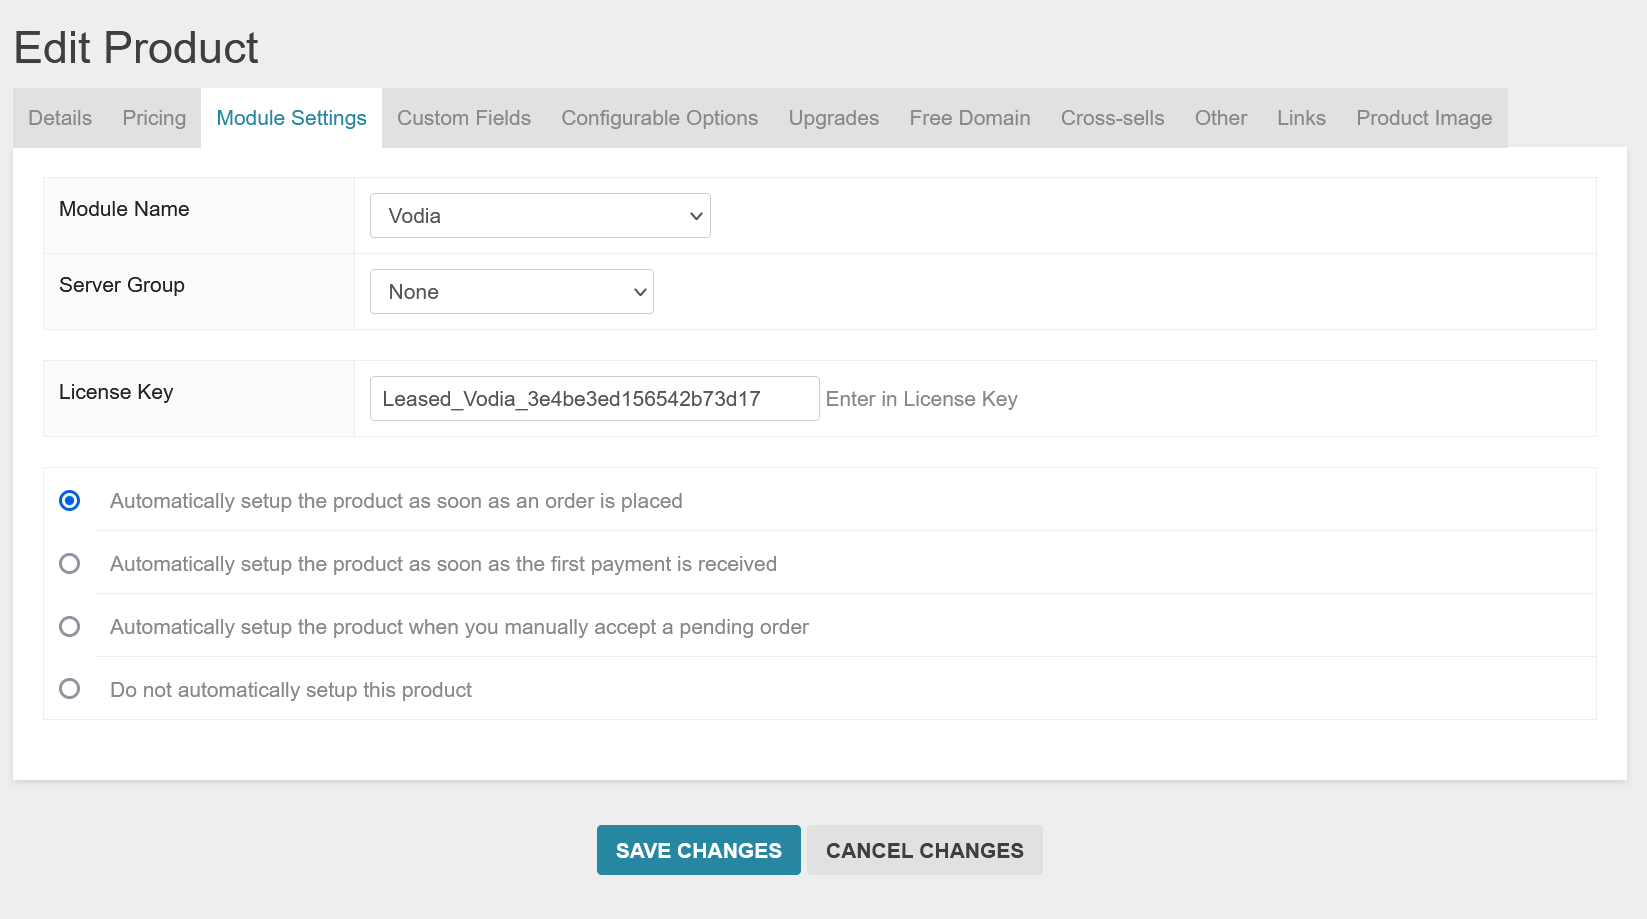 Edit Product
Details Pricing Module Settings Custom Fields Configurable Options Upgrades Free Domain Cross-sells Other Links Product Image
Module Name Vodia
Server Group None
License Key Leased_Vodia_3e4be3ed156542b73d17 Enter in License Key
Automatically setup the product as soon as an order is placed
Automatically setup the product as soon as the first payment is received
Automatically setup the product when you manually accept a pending order
Do not automatically setup this product
SAVE CHANGES CANCEL CHANGES